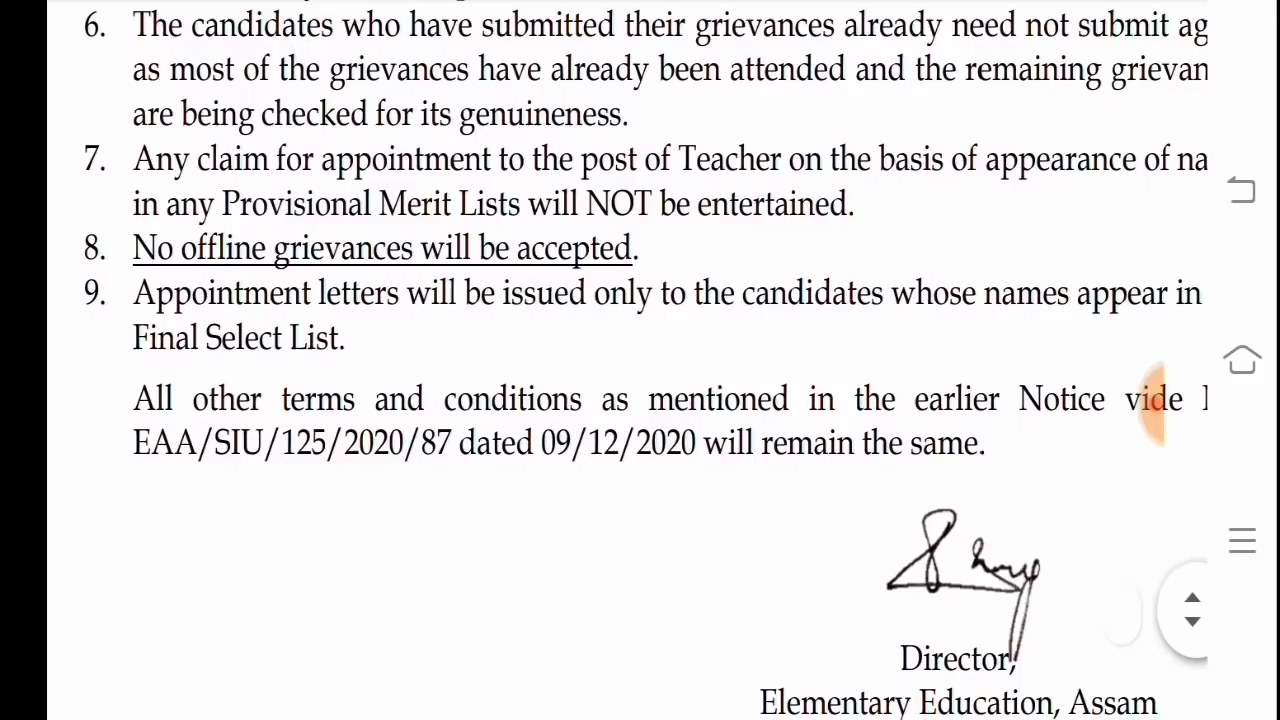 6. The candidates who have submitted their grievances already need not submit ag
as most of the grievances have already been attended and the remaining grievan
are being checked for its genuineness.
7. Any claim for appointment to the post of Teacher on the basis of appearance of na
in any Provisional Merit Lists will NOT be entertained.
8. No offline grievances will be accepted.
9. Appointment letters will be issued only to the candidates whose names appear in
Final Select List.
All other terms and conditions as mentioned in the earlier Notice vide
EAA/SIU/125/2020/87 dated 09/12/2020 will remain the same.
Director,
Elementary Education, Assam